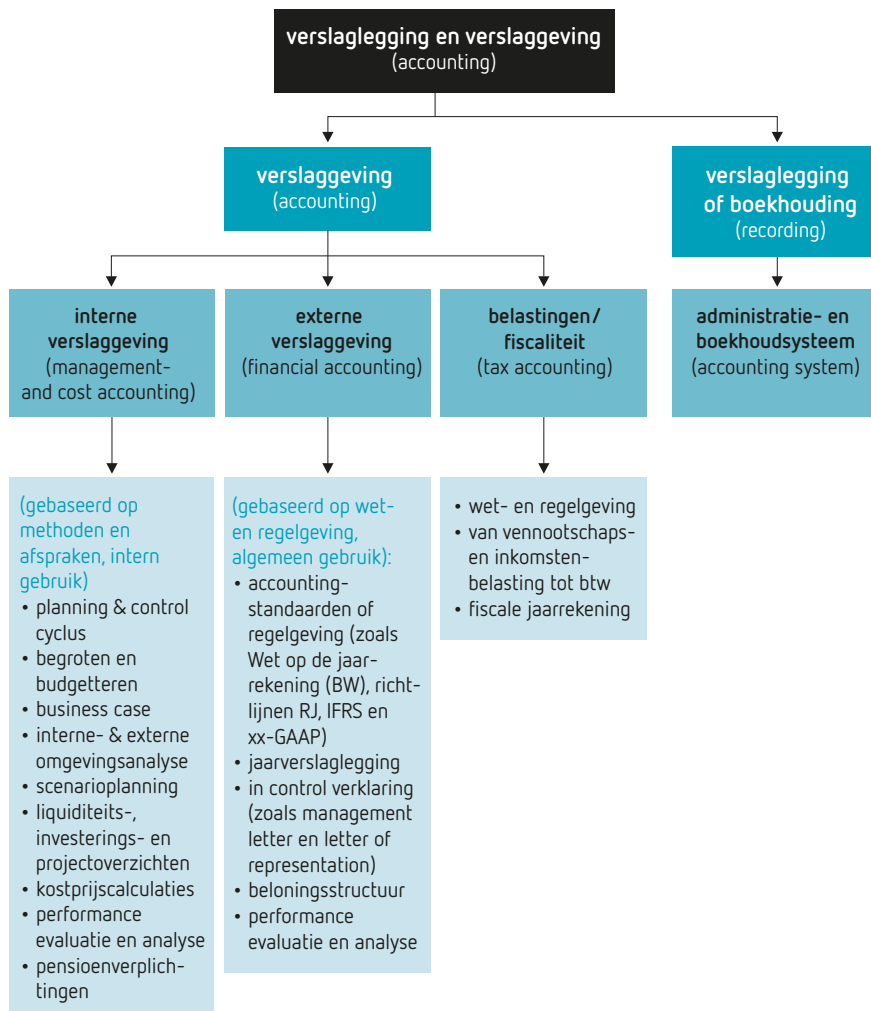 verslaglegging en verslaggeving
(accounting)
verslaggeving
(accounting)
verslaglegging
of boekhouding
(recording)
interne
verslaggeving
(management-
and cost accounting)
externe
verslaggeving
(financial accounting)
belastingen/
fiscaliteit
(tax accounting)
administratie- en
boekhoudsysteem
(accounting system)
(gebaseerd op
methoden en
afspraken, intern
gebruik)
• planning & control
cyclus
• begroten en
budgetteren
• business case
• interne- & externe
omgevingsanalyse
• scenarioplanning
• liquiditeits-,
investerings- en
projectoverzichten
• kostprijscalculaties
• performance
evaluatie en analyse
• pensioenverplich-
tingen
(gebaseerd op wet-
en regelgeving,
algemeen gebruik):
• accounting-
standaarden of
regelgeving (zoals
Wet op de jaar-
rekening (BW), richt-
lijnen RJ, IFRS en
xx-GAAP)
• jaarverslaglegging
• in control verklaring
(zoals management
letter en letter of
representation)
• beloningsstructuur
• performance
evaluatie en analyse
• wet- en regelgeving
• van vennootschaps-
en inkomsten-
belasting tot btw
• fiscale jaarrekening